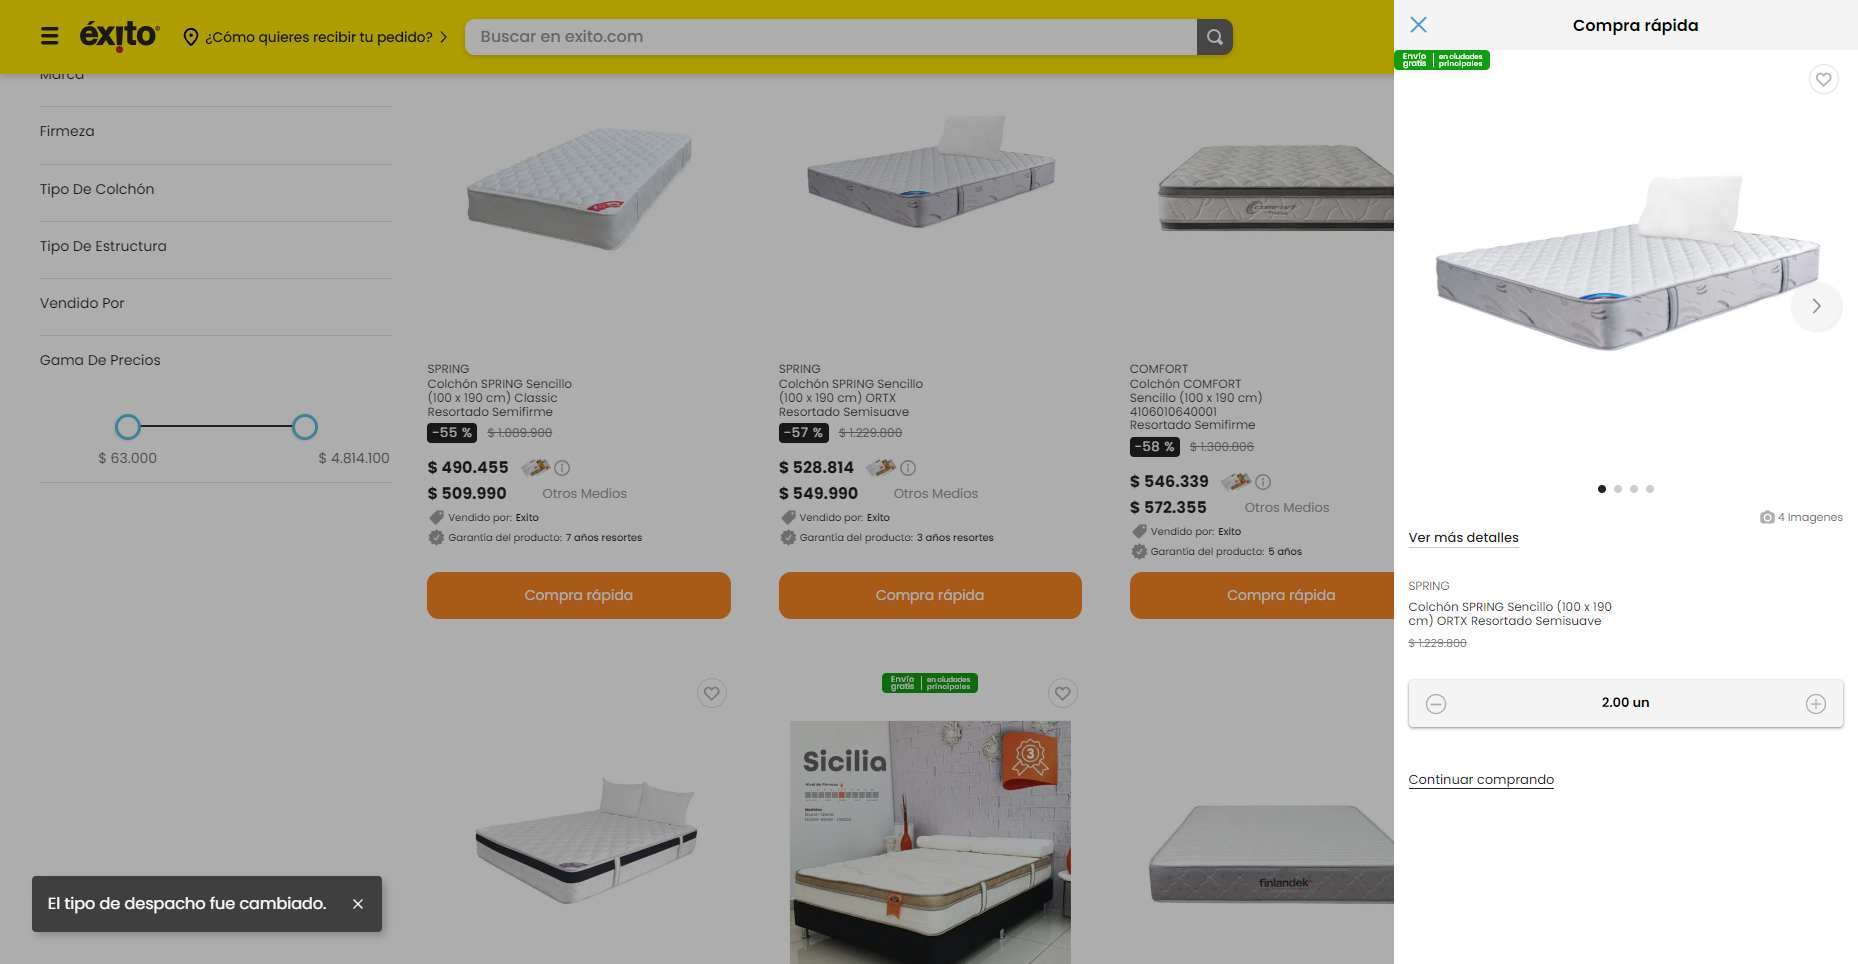 éxito
¿Cómo quieres recibir tu pedido?
Buscar en exito.com
Marca
Firmeza
Tipo De Colchón
Tipo De Estructura
Vendido Por
Gama De Precios
$ 63.000
$ 4.814.100
SPRING
Colchón SPRING Sencillo
(100 x 190 cm) Classic
Resortado Semifirme
-55 % $ 1.089.900
$ 490.455
$ 509.990 Otros Medios
Vendido por: Exito
Garantía del producto: 7 años resortes
Compra rápida
SPRING
Colchón SPRING Sencillo
(100 x 190 cm) ORTX
Resortado Semisuave
-57 % $ 1.229.800
$ 528.814
$ 549.990 Otros Medios
Vendido por: Exito
Garantía del producto: 3 años resortes
Compra rápida
Comfort
COMFORT
Colchón COMFORT
Sencillo (100 x 190 cm)
4106010640001
Resortado Semifirme
-58 % $ 1.300.806
$ 546.339
$ 572.355 Otros Medios
Vendido por: Exito
Garantía del producto: 5 años
Compra rápida
Envío gratis
en ciudades principales
Sicilia
Nivel de Firmeza
Medidas
3
finlandek
El tipo de despacho fue cambiado.
Compra rápida
Envío gratis
en ciudades principales
4 Imagenes
Ver más detalles
SPRING
Colchón SPRING Sencillo (100 x 190
cm) ORTX Resortado Semisuave
$ 1.229.800
2.00 un
Continuar comprando